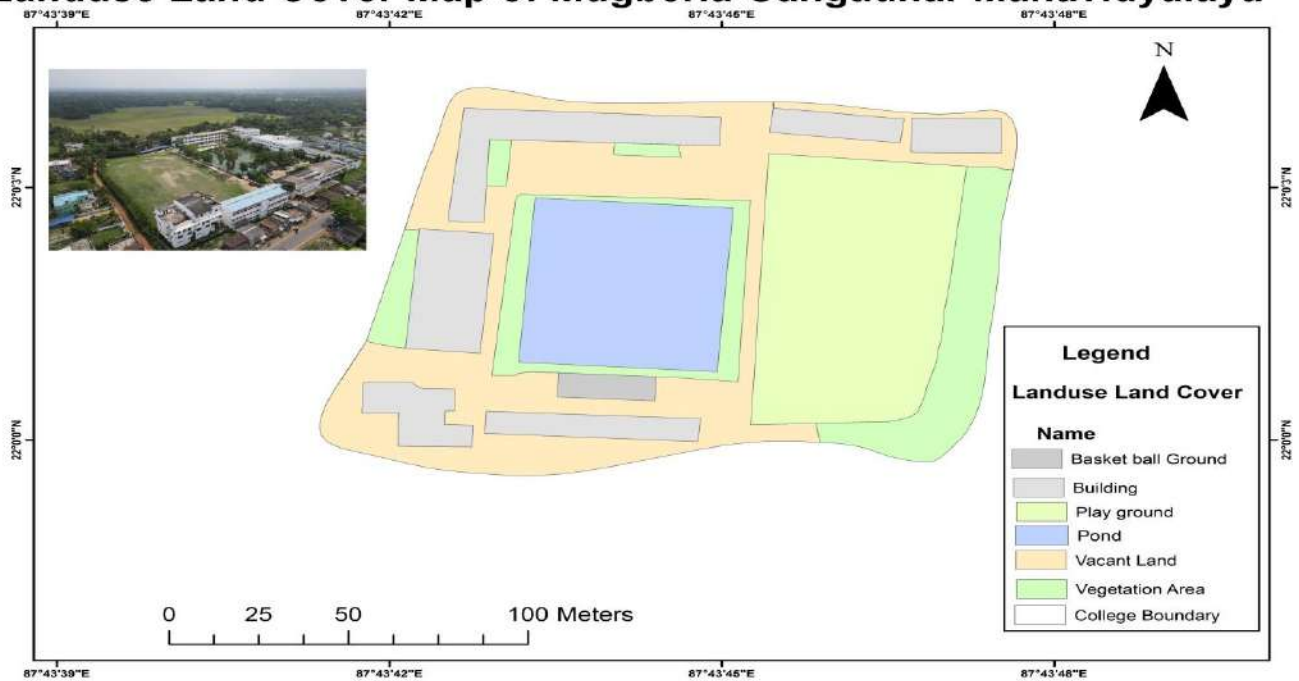 Landuse Land Cover Map of Mugberia Gangadhar Mahavidyalaya
87°43'39"E 87°43'42"E 87°43'45"E 87°43'48"E
N
22°0'3"N 22°0'3"N
22°0'0"N 22°0'0"N
Legend
Landuse Land Cover
Name
Basket ball Ground
Building
Play ground
Pond
Vacant Land
Vegetation Area
College Boundary
0 25 50 100 Meters
87°43'39"E 87°43'42"E 87°43'45"E 87°43'48"E